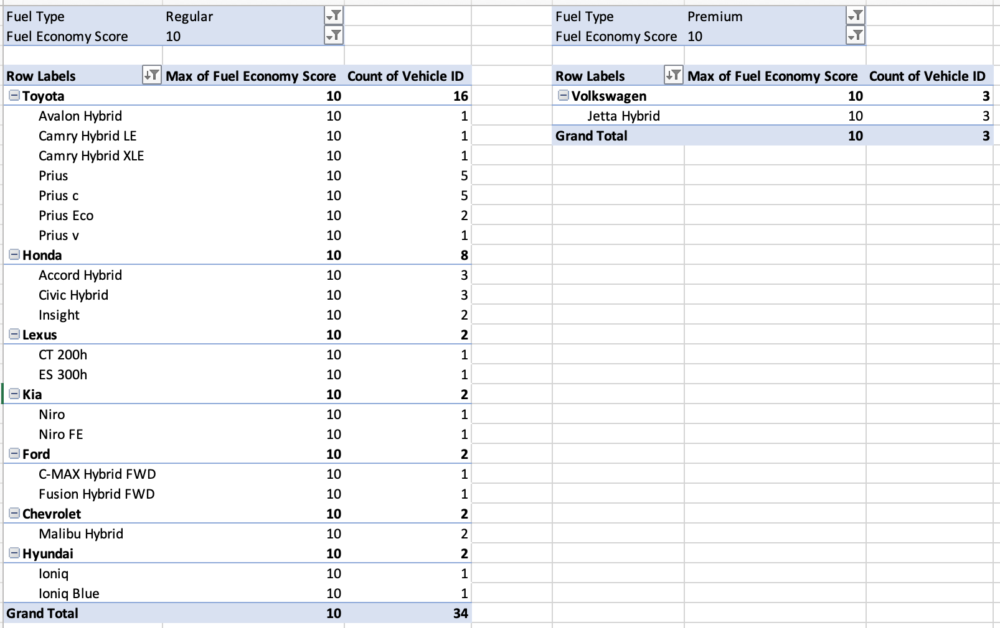 Fuel Type Regular
Fuel Economy Score 10
Row Labels Max of Fuel Economy Score Count of Vehicle ID
Toyota 10 16
Avalon Hybrid 10 1
Camry Hybrid LE 10 1
Camry Hybrid XLE 10 1
Prius 10 5
Prius c 10 5
Prius Eco 10 2
Prius v 10 1
Honda 10 8
Accord Hybrid 10 3
Civic Hybrid 10 3
Insight 10 2
Lexus 10 2
CT 200h 10 1
ES 300h 10 1
Kia 10 2
Niro 10 1
Niro FE 10 1
Ford 10 2
C-MAX Hybrid FWD 10 1
Fusion Hybrid FWD 10 1
Chevrolet 10 2
Malibu Hybrid 10 2
Hyundai 10 2
Ioniq 10 1
Ioniq Blue 10 1
Grand Total 10 34
Fuel Type Premium
Fuel Economy Score 10
Row Labels Max of Fuel Economy Score Count of Vehicle ID
Volkswagen 10 3
Jetta Hybrid 10 3
Grand Total 10 3